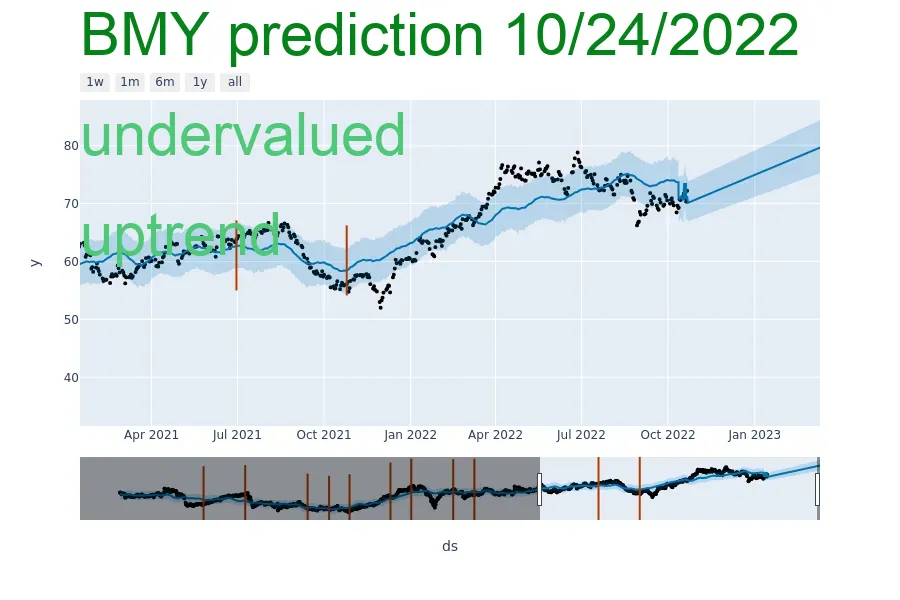 BMY prediction 10/24/2022
1w 1m 6m 1y all
undervalued
uptrend
80
70
60
50
40
y
Apr 2021 Jul 2021 Oct 2021 Jan 2022 Apr 2022 Jul 2022 Oct 2022 Jan 2023
ds